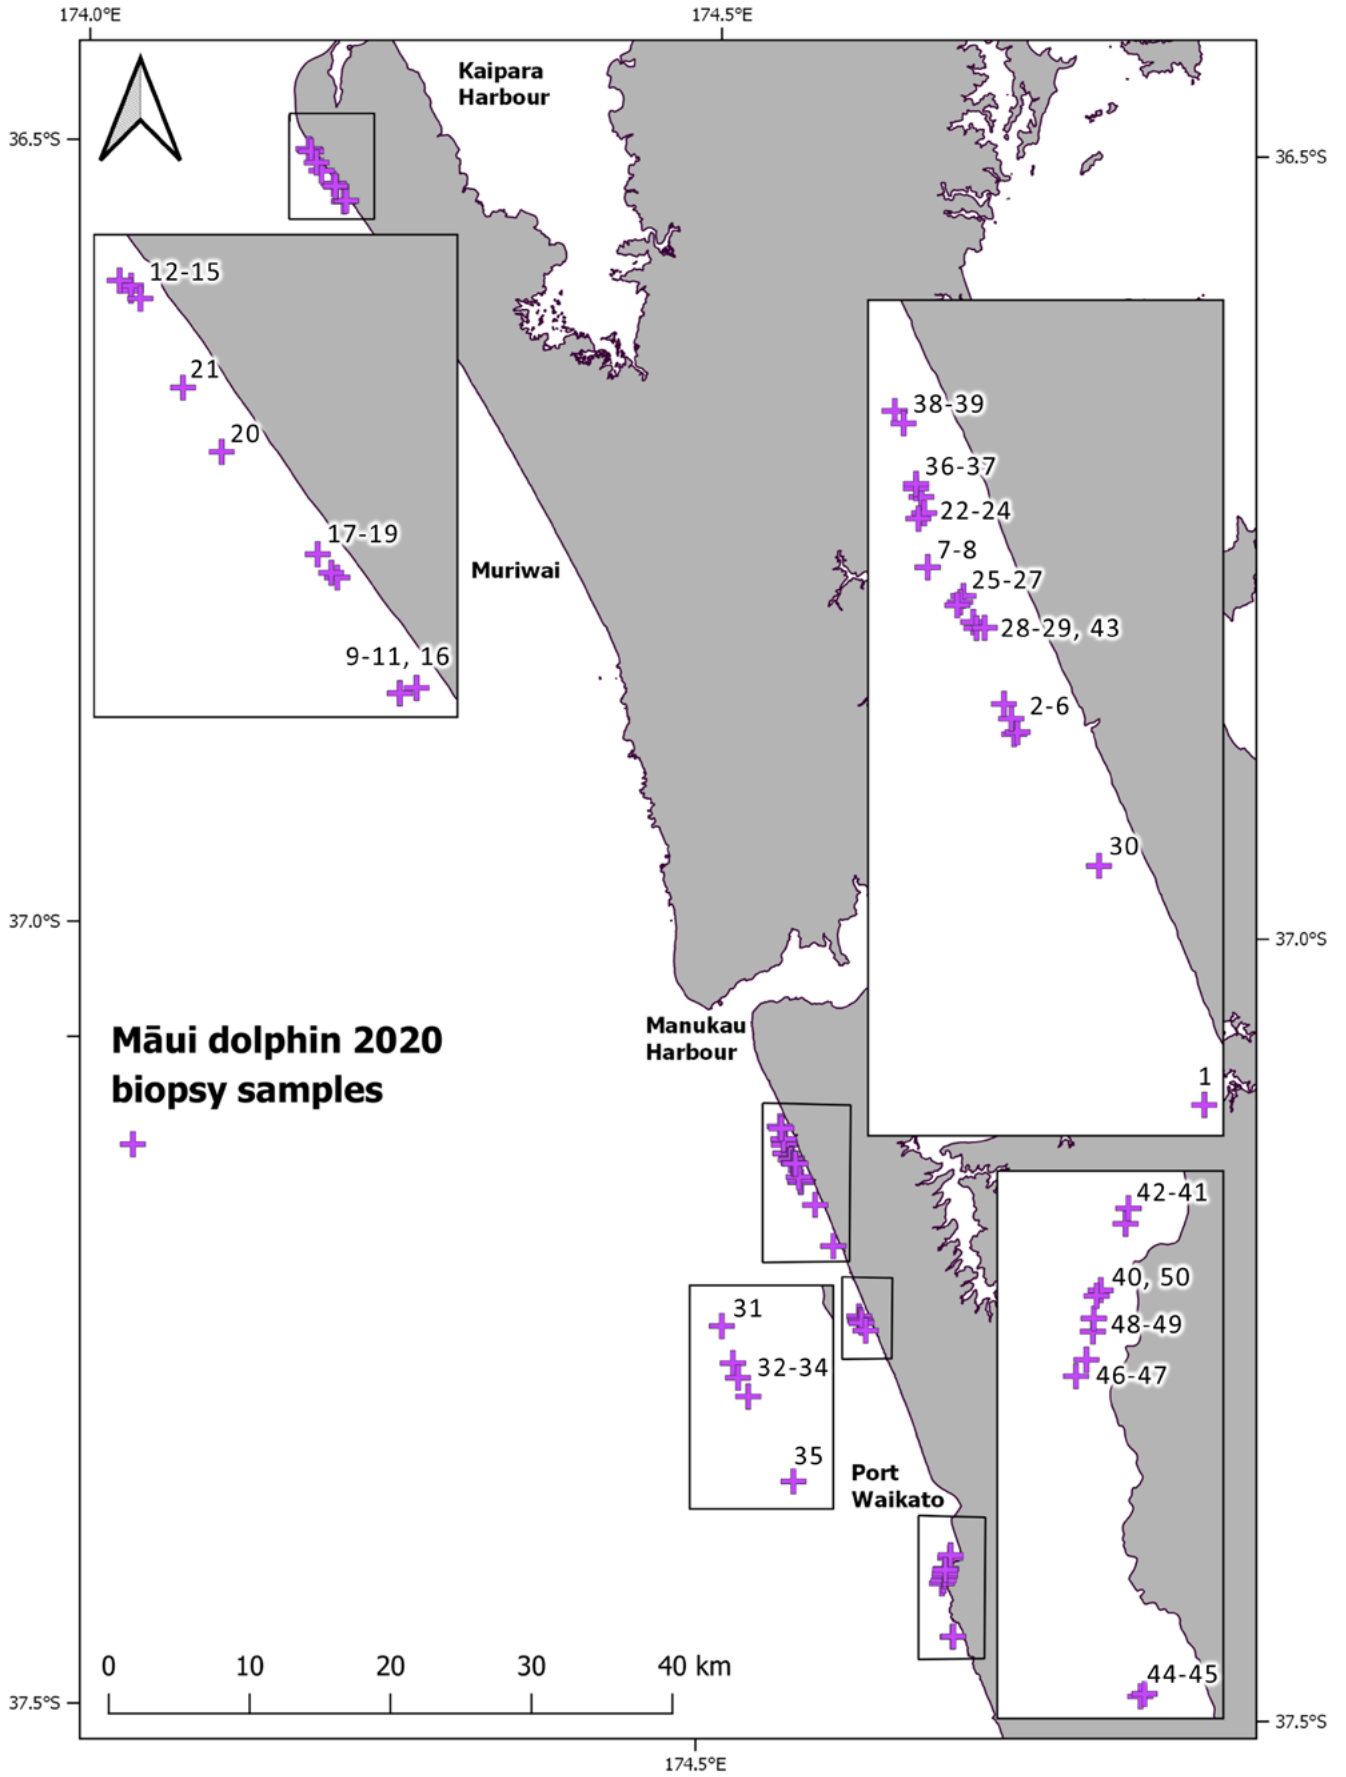 174.0°E
174.5°E
Kaipara
Harbour
36.5°S
36.5°S
12-15
21
20
17-19
9-11, 16
Muriwai
38-39
36-37
22-24
7-8
25-27
28-29, 43
2-6
30
1
37.0°S
37.0°S
Manukau
Harbour
Māui dolphin 2020
biopsy samples
42-41
40, 50
48-49
46-47
44-45
31
32-34
35
Port
Waikato
0
10
20
30
40 km
37.5°S
37.5°S
174.5°E